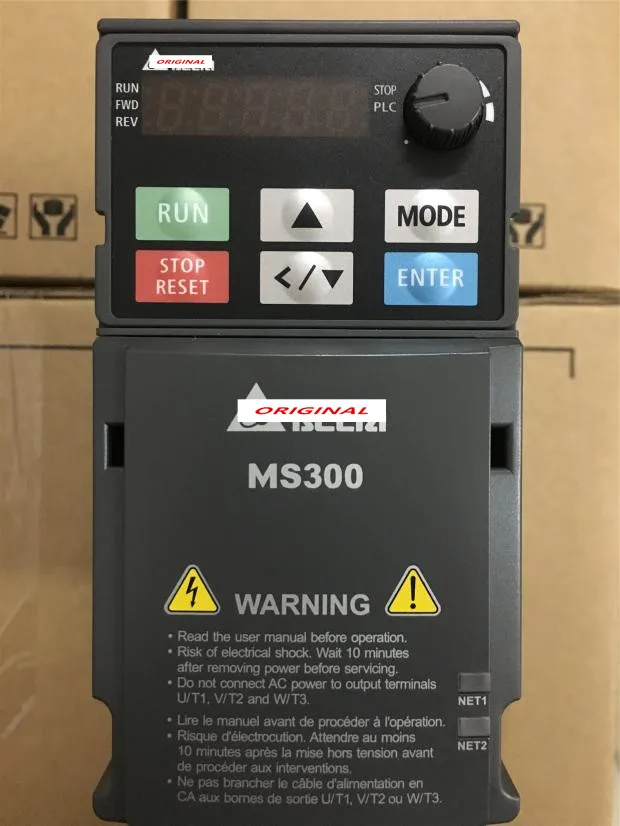 ORIGINAL
RUN
FWD
REV
STOP
PLC
RUN
▲
MODE
STOP
RESET
</▼
ENTER
ORIGINAL
MS300
WARNING
• Read the user manual before operation.
• Risk of electrical shock. Wait 10 minutes
after removing power before servicing.
• Do not connect AC power to output terminals
U/T1, V/T2 and W/T3.
NET1
• Lire le manuel avant de procéder à l'opération.
• Risque d'électrocution. Attendre au moins
10 minutes après la mise hors tension avant
de procéder aux interventions.
NET2
• Ne pas brancher le câble d'alimentation en
CA aux bornes de sortie U/T1, V/T2 ou W/T3.